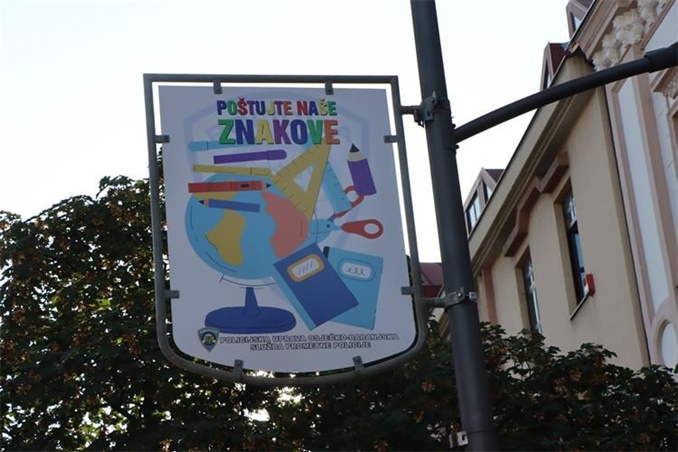 POŠTUJTE NAŠE
ZNAKOVE
POLICIJSKA UPRAVA OSJEČKO-BARANJSKA
SLUŽBA PROMETNE POLICIJE